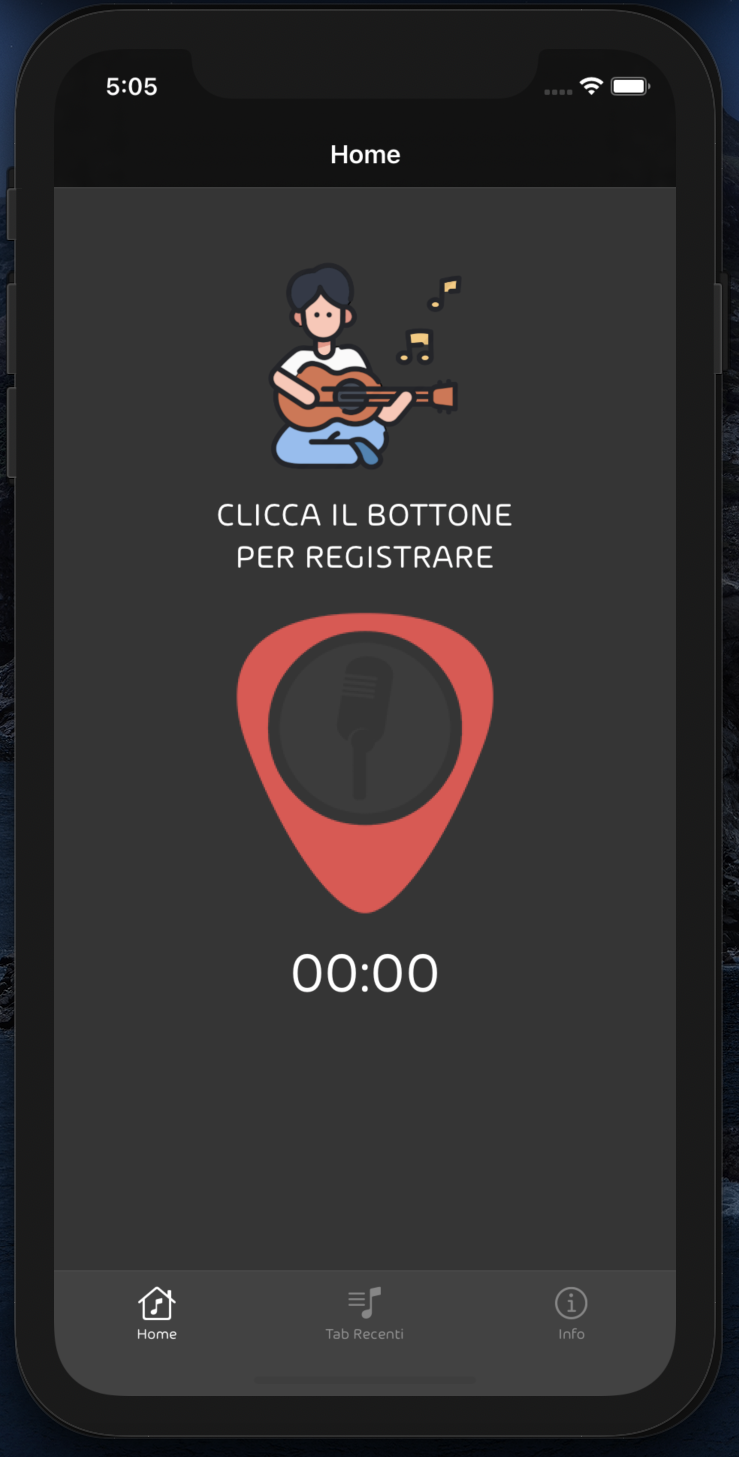 5:05
Home
CLICCA IL BOTTONE
PER REGISTRARE
00:00
Home
Tab Recenti
Info